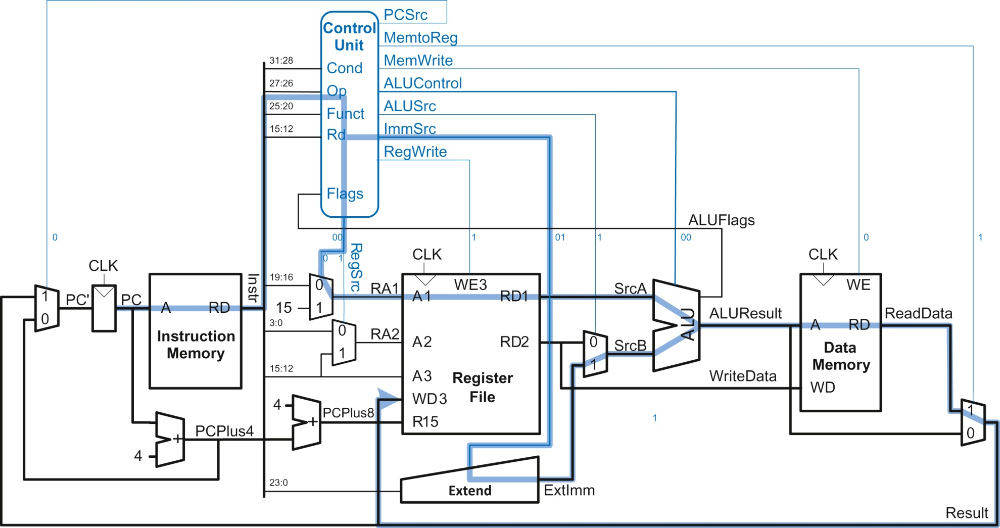 PCSrc
Control
Unit
MemtoReg
31:28
Cond
MemWrite
27:26
Op
ALUControl
25:20
Funct
ALUSrc
15:12
Rd
ImmSrc
RegWrite
Flags
ALUFlags
0
00
1
01
1
00
0
1
0 1
RegSrc
CLK
CLK
CLK
Instr
19:16
0
RA1
A1
WE3
RD1
SrcA
WE
1
PC'
PC
A
RD
15
1
0
3:0
0
RA2
A2
RD2
0
SrcB
ALU
ALUResult
A
RD
ReadData
Instruction
Memory
1
1
Data
Memory
15:12
A3
Register
File
WriteData
WD
4
WD3
PCPlus8
+
R15
1
1
0
PCPlus4
+
4
23:0
Extend
ExtImm
Result